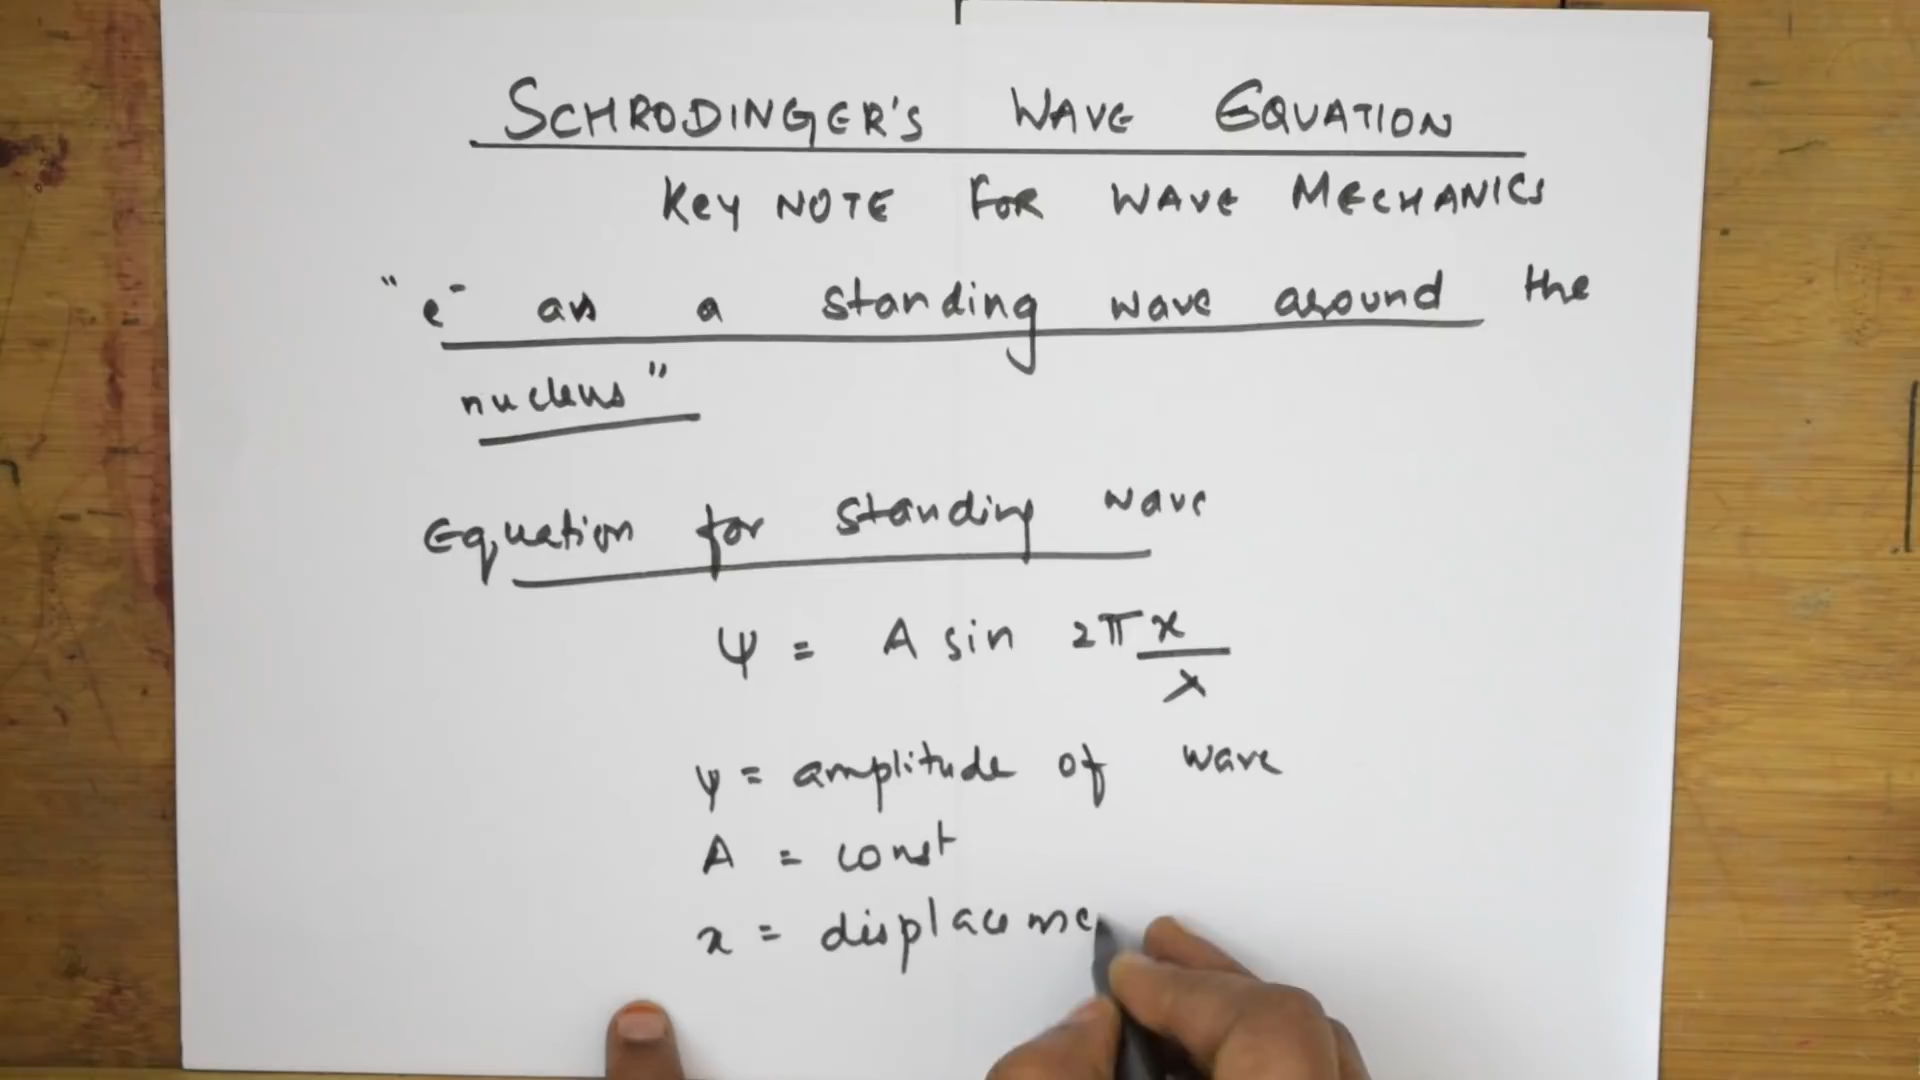 SCHRODINGER'S WAVE EQUATION
KEY NOTE FOR WAVE MECHANICS
"e⁻ as a standing wave around the
nucleus"
Equation for standing wave
Ψ = A sin 2π x/λ
ψ = amplitude of wave
A = const
x = displaceme